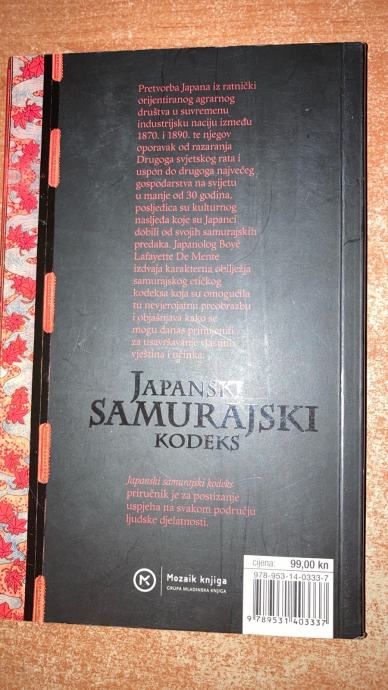 Pretvorba Japana iz ratnički
orijentiranog agrarnog
društva u suvremenu
industrijsku naciju između
1870. i 1890. te njegov
oporavak od razaranja
Drugoga svjetskog rata i
uspon do drugoga najvećeg
gospodarstva na svijetu
u manje od 30 godina,
posljedica su kulturnog
nasljeđa koje su Japanci
dobili od svojih samurajskih
predaka. Japanolog Boyé
Lafayette De Mente
izdvaja karakterna obilježja
samurajskog etičkog
kodeksa koja su omogućila
tu nevjerojatnu preobrazbu
i objašnjava kako se
mogu danas primijeniti
za usavršavanje vlastitih
vještina i učinka.
JAPANSKI
SAMURAJSKI
KODEKS
Japanski samurajski kodeks
priručnik je za postizanje
uspjeha na svakom području
ljudske djelatnosti.
cijena: 99,00 kn
978-953-14-0333-7
9 789531 403337
Mozaik knjiga
GRUPA MLADINSKA KNJIGA